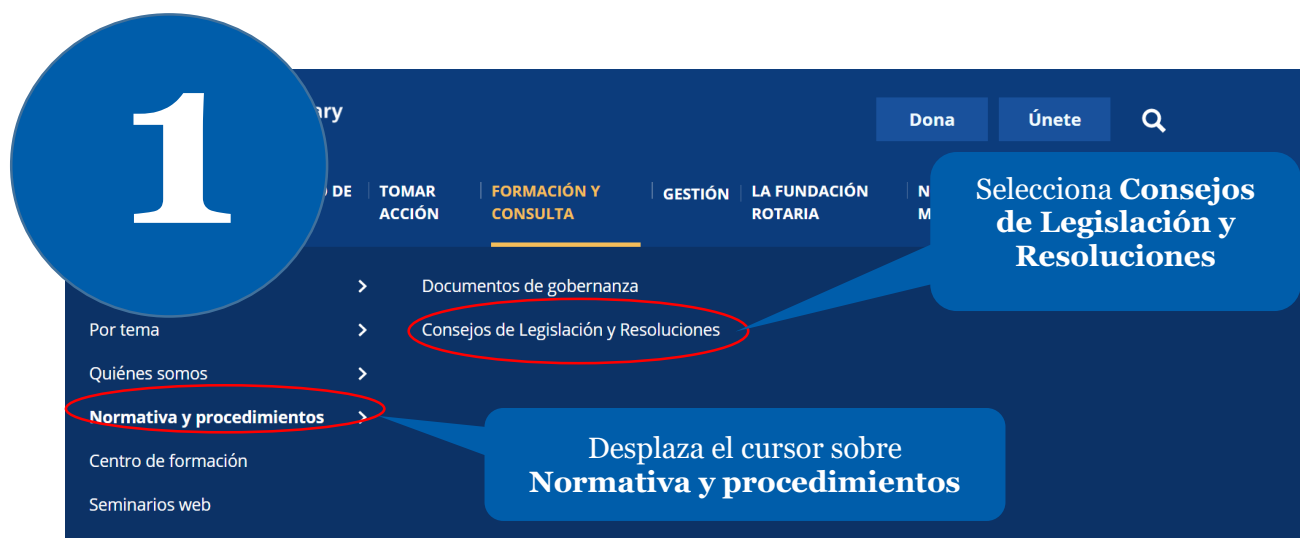 1
ary
Dona
Únete
DE
TOMAR
ACCIÓN
FORMACIÓN Y
CONSULTA
GESTIÓN
LA FUNDACIÓN
ROTARIA
Selecciona Consejos
de Legislación y
Resoluciones
Documentos de gobernanza
Por tema
Consejos de Legislación y Resoluciones
Quiénes somos
Normativa y procedimientos
Centro de formación
Seminarios web
Desplaza el cursor sobre
Normativa y procedimientos